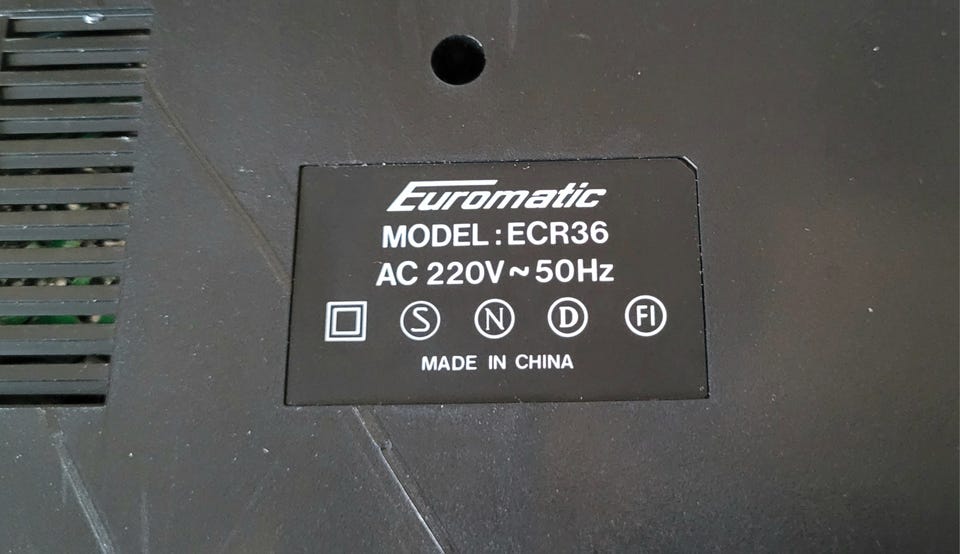 Euromatic
MODEL : ECR36
AC 220V ~ 50Hz
S N D FI
MADE IN CHINA